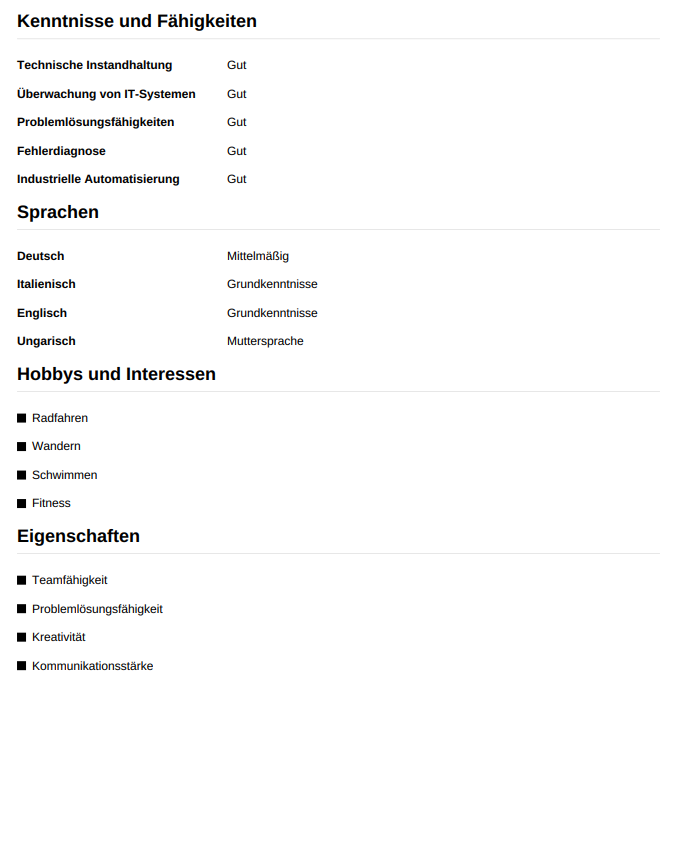 Kenntnisse und Fähigkeiten
Technische Instandhaltung Gut
Überwachung von IT-Systemen Gut
Problemlösungsfähigkeiten Gut
Fehlerdiagnose Gut
Industrielle Automatisierung Gut
Sprachen
Deutsch Mittelmäßig
Italienisch Grundkenntnisse
Englisch Grundkenntnisse
Ungarisch Muttersprache
Hobbys und Interessen
Radfahren
Wandern
Schwimmen
Fitness
Eigenschaften
Teamfähigkeit
Problemlösungsfähigkeit
Kreativität
Kommunikationsstärke